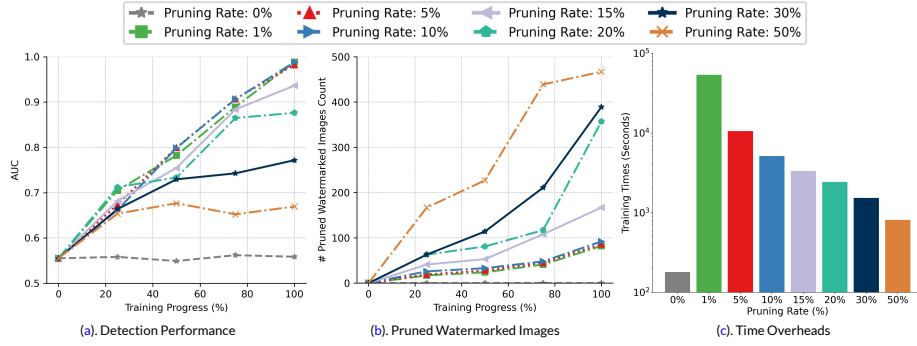 Pruning Rate: 0% Pruning Rate: 5% Pruning Rate: 15% Pruning Rate: 30%
Pruning Rate: 1% Pruning Rate: 10% Pruning Rate: 20% Pruning Rate: 50%
AUC
1.0
0.9
0.8
0.7
0.6
0.5
0 20 40 60 80 100
Training Progress (%)
(a). Detection Performance
# Pruned Watermarked Images Count
500
400
300
200
100
0
0 20 40 60 80 100
Training Progress (%)
(b). Pruned Watermarked Images
Training Times (Seconds)
10⁵
10⁴
10³
10²
0% 1% 5% 10% 15% 20% 30% 50%
Pruning Rate (%)
(c). Time Overheads